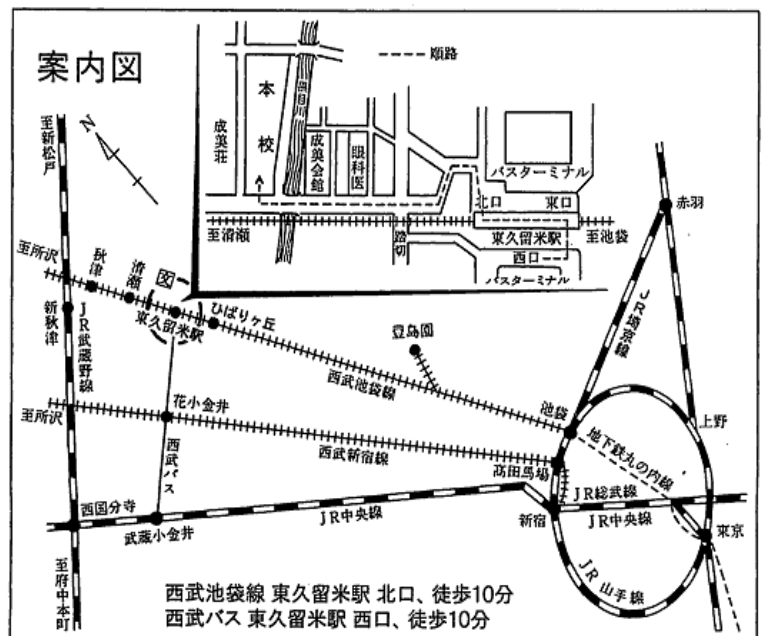 案内図
順路
本校
黒目川
成美荘
成美会館
眼科医
バスターミナル
北口
東口
至清瀬
踏切
東久留米駅
至池袋
西口
バスターミナル
至新松戸
N
赤羽
至所沢
秋津
清瀬
図
東久留米駅
ひばりヶ丘
新秋津
JR武蔵野線
豊島園
JR埼京線
西武池袋線
至所沢
花小金井
池袋
上野
地下鉄丸の内線
西武バス
西武新宿線
高田馬場
西国分寺
武蔵小金井
JR中央線
JR総武線
新宿
JR中央線
東京
JR山手線
至府中本町
西武池袋線 東久留米駅 北口、徒歩10分
西武バス 東久留米駅 西口、徒歩10分